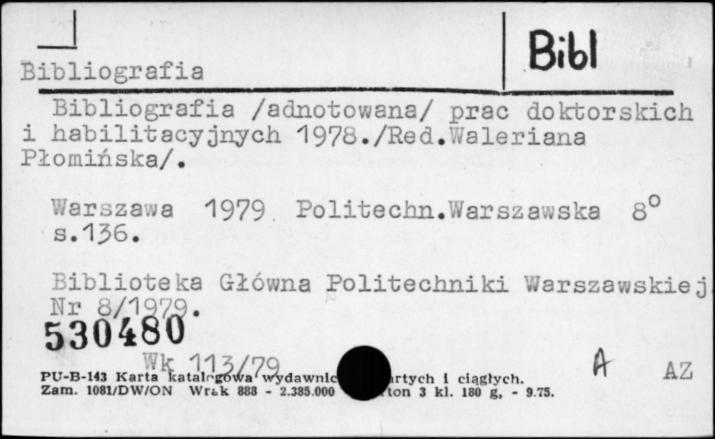 Bibl
Bibliografia
Bibliografia /adnotowana/ prac doktorskich
i habilitacyjnych 1978./Red.Waleriana
Płomińska/.
Warszawa 1979. Politechn.Warszawska 8°
s.136.
Biblioteka Główna Politechniki Warszawskiej
Nr 8/1979.
530480
Wk 113/79
A AZ
PU-B-143 Karta katalogowa wydawnic rtych i ciągłych.
Zam. 1081/DW/ON Wrsk 888 - 2.385.000 ton 3 kl. 180 g, - 9.75.